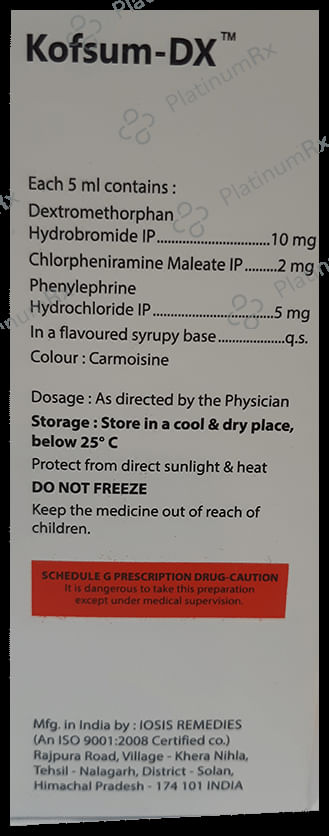 Kofsum-DX™
PlatinumRx
PlatinumRx
Each 5 ml contains :
Dextromethorphan
Hydrobromide IP..............................10 mg
Chlorpheniramine Maleate IP.........2 mg
Phenylephrine
Hydrochloride IP................................5 mg
In a flavoured syrupy base..................q.s.
Colour : Carmoisine
Dosage : As directed by the Physician
Storage : Store in a cool & dry place,
below 25° C
Protect from direct sunlight & heat
DO NOT FREEZE
Keep the medicine out of reach of
children.
SCHEDULE G PRESCRIPTION DRUG-CAUTION
It is dangerous to take this preparation
except under medical supervision.
Mfg. in India by : IOSIS REMEDIES
(An ISO 9001:2008 Certified co.)
Rajpura Road, Village - Khera Nihla,
Tehsil - Nalagarh, District - Solan,
Himachal Pradesh - 174 101 INDIA